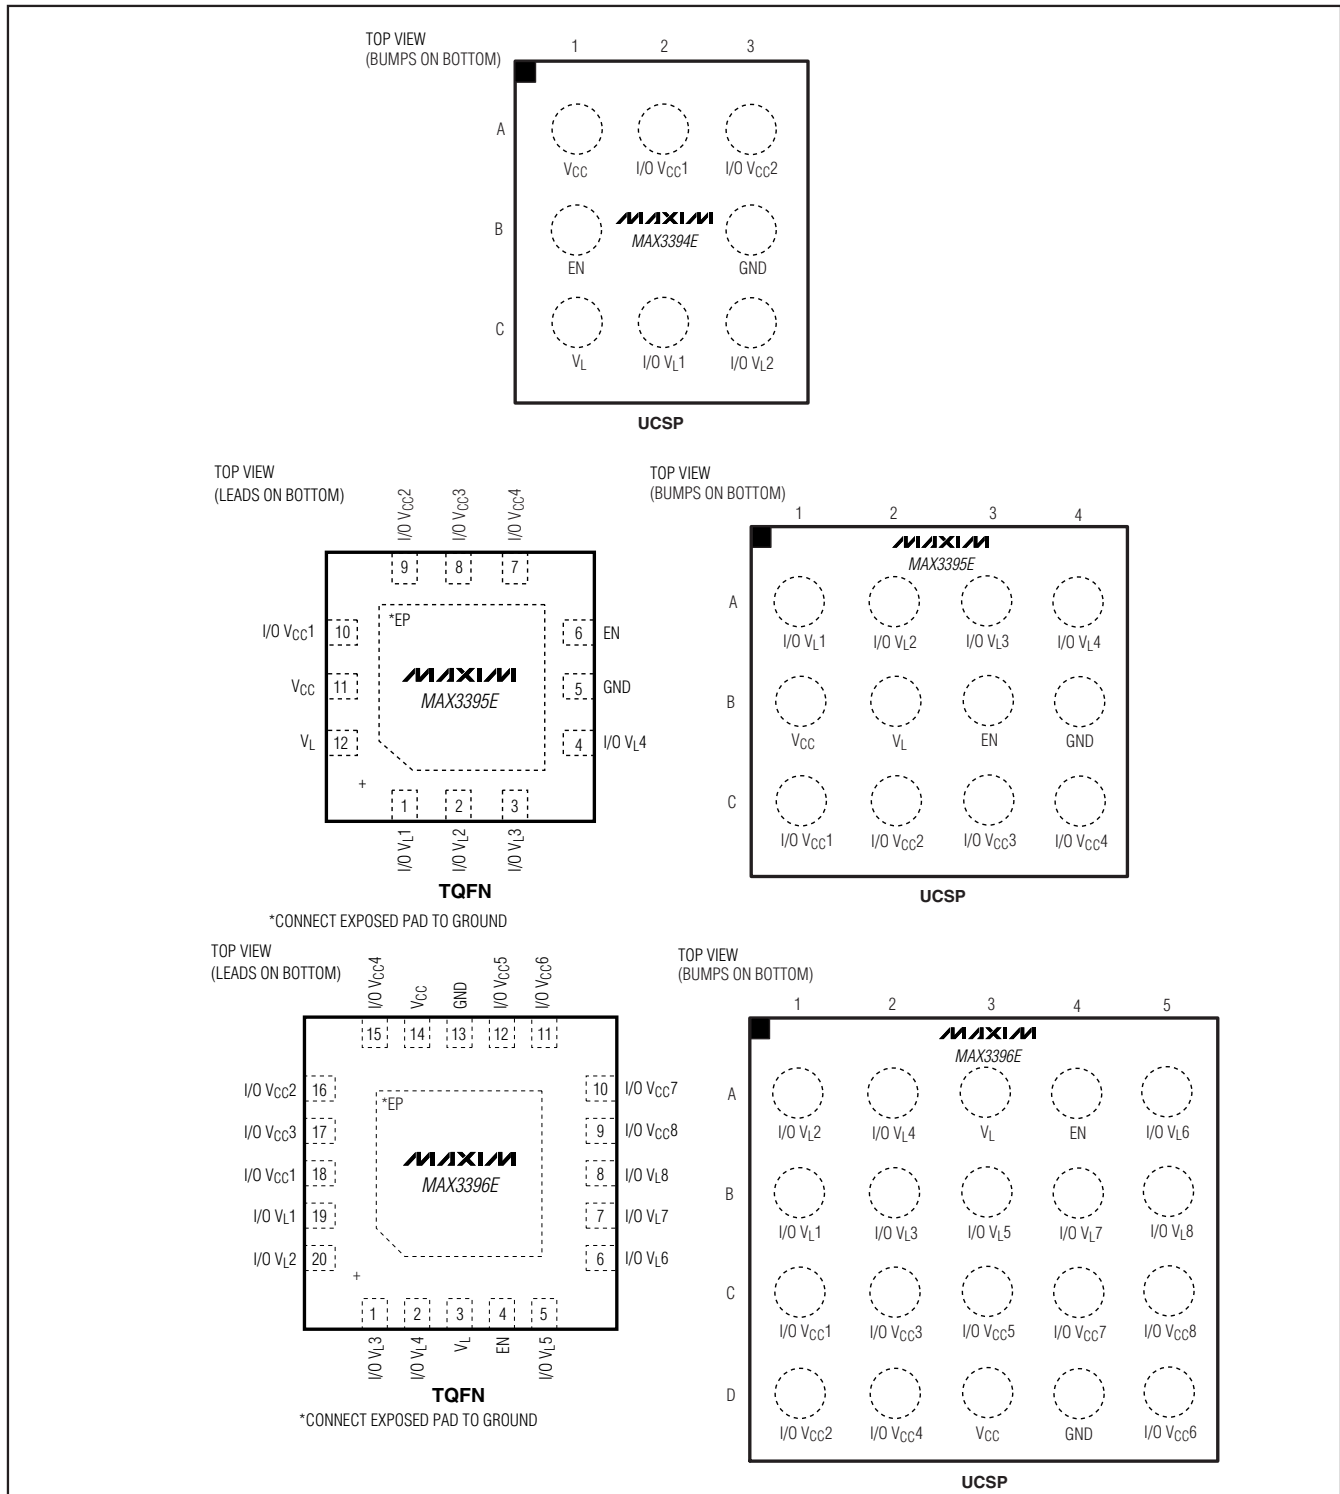 TOP VIEW
(BUMPS ON BOTTOM)
1 2 3
A
VCC I/O VCC1 I/O VCC2
B
MAXIM
MAX3394E
EN GND
C
VL I/O VL1 I/O VL2
UCSP
TOP VIEW
(LEADS ON BOTTOM)
I/O VCC2 I/O VCC3 I/O VCC4
9 8 7
*EP
I/O VCC1 10 6 EN
MAXIM
VCC 11 5 GND
MAX3395E
VL 12 4 I/O VL4
+
1 2 3
I/O VL1 I/O VL2 I/O VL3
TQFN
*CONNECT EXPOSED PAD TO GROUND
TOP VIEW
(BUMPS ON BOTTOM)
1 2 3 4
MAXIM
MAX3395E
A
I/O VL1 I/O VL2 I/O VL3 I/O VL4
B
VCC VL EN GND
C
I/O VCC1 I/O VCC2 I/O VCC3 I/O VCC4
UCSP
TOP VIEW
(LEADS ON BOTTOM)
I/O VCC4 VCC GND I/O VCC5 I/O VCC6
15 14 13 12 11
I/O VCC2 16 10 I/O VCC7
*EP
I/O VCC3 17 9 I/O VCC8
MAXIM
I/O VCC1 18 8 I/O VL8
MAX3396E
I/O VL1 19 7 I/O VL7
I/O VL2 20 6 I/O VL6
+
1 2 3 4 5
I/O VL3 I/O VL4 VL EN I/O VL5
TQFN
*CONNECT EXPOSED PAD TO GROUND
TOP VIEW
(BUMPS ON BOTTOM)
1 2 3 4 5
MAXIM
MAX3396E
A
I/O VL2 I/O VL4 VL EN I/O VL6
B
I/O VL1 I/O VL3 I/O VL5 I/O VL7 I/O VL8
C
I/O VCC1 I/O VCC3 I/O VCC5 I/O VCC7 I/O VCC8
D
I/O VCC2 I/O VCC4 VCC GND I/O VCC6
UCSP